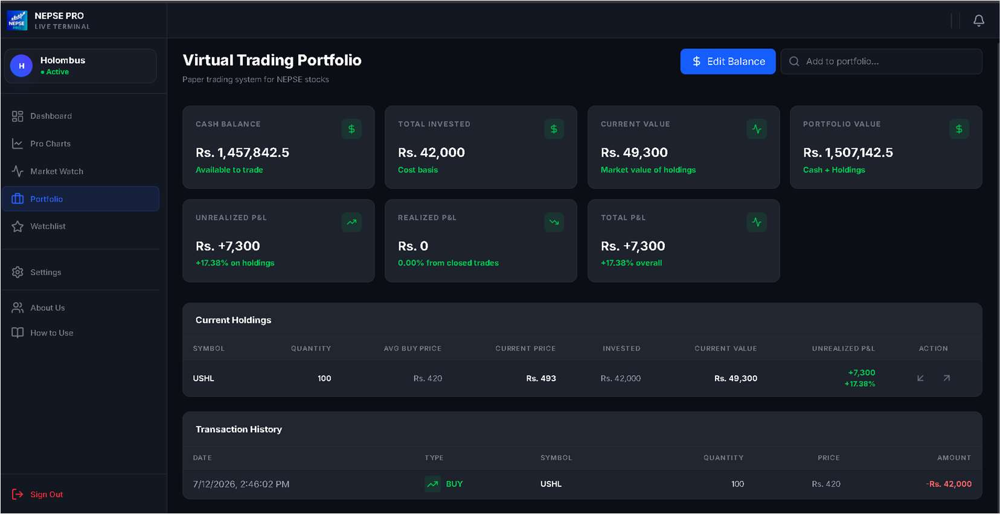 NEPSE PRO
LIVE TERMINAL
NEPSE
PRO
H
Holombus
Active
Dashboard
Pro Charts
Market Watch
Portfolio
Watchlist
Settings
About Us
How to Use
Sign Out
Virtual Trading Portfolio
Paper trading system for NEPSE stocks
$ Edit Balance
Add to portfolio...
CASH BALANCE
$
Rs. 1,457,842.5
Available to trade
TOTAL INVESTED
$
Rs. 42,000
Cost basis
CURRENT VALUE
Rs. 49,300
Market value of holdings
PORTFOLIO VALUE
$
Rs. 1,507,142.5
Cash + Holdings
UNREALIZED P&L
Rs. +7,300
+17.38% on holdings
REALIZED P&L
Rs. 0
0.00% from closed trades
TOTAL P&L
Rs. +7,300
+17.38% overall
Current Holdings
SYMBOL QUANTITY AVG BUY PRICE CURRENT PRICE INVESTED CURRENT VALUE UNREALIZED P&L ACTION
USHL 100 Rs. 420 Rs. 493 Rs. 42,000 Rs. 49,300 +7,300
+17.38%
Transaction History
DATE TYPE SYMBOL QUANTITY PRICE AMOUNT
7/12/2026, 2:46:02 PM BUY USHL 100 Rs. 420 -Rs. 42,000